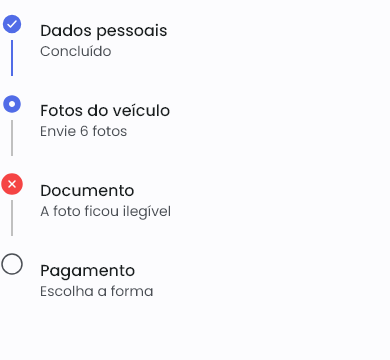 Dados pessoais
Concluído
Fotos do veículo
Envie 6 fotos
Documento
A foto ficou ilegível
Pagamento
Escolha a forma